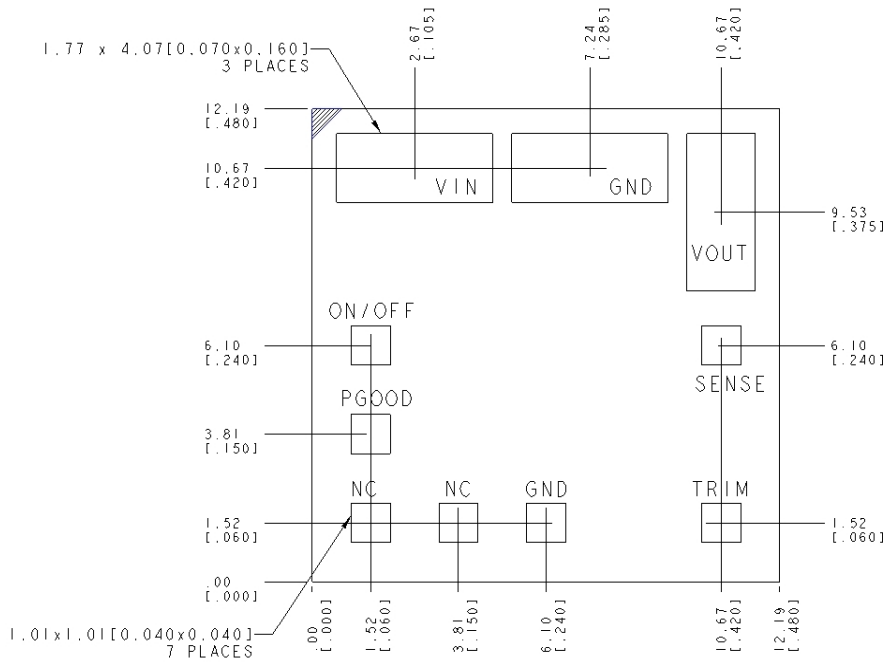 2.67
[.105]
7.24
[.285]
10.67
[.420]
1.77 x 4.07[0.070x0.160]
3 PLACES
12.19
[.480]
10.67
[.420]
VIN
GND
9.53
[.375]
VOUT
ON/OFF
6.10
[.240]
6.10
[.240]
SENSE
PGOOD
3.81
[.150]
NC
NC
GND
TRIM
1.52
[.060]
1.52
[.060]
.00
[.000]
1.01x1.01[0.040x0.040]
7 PLACES
.00
[.000]
1.52
[.060]
3.81
[.150]
6.10
[.240]
10.67
[.420]
12.19
[.480]